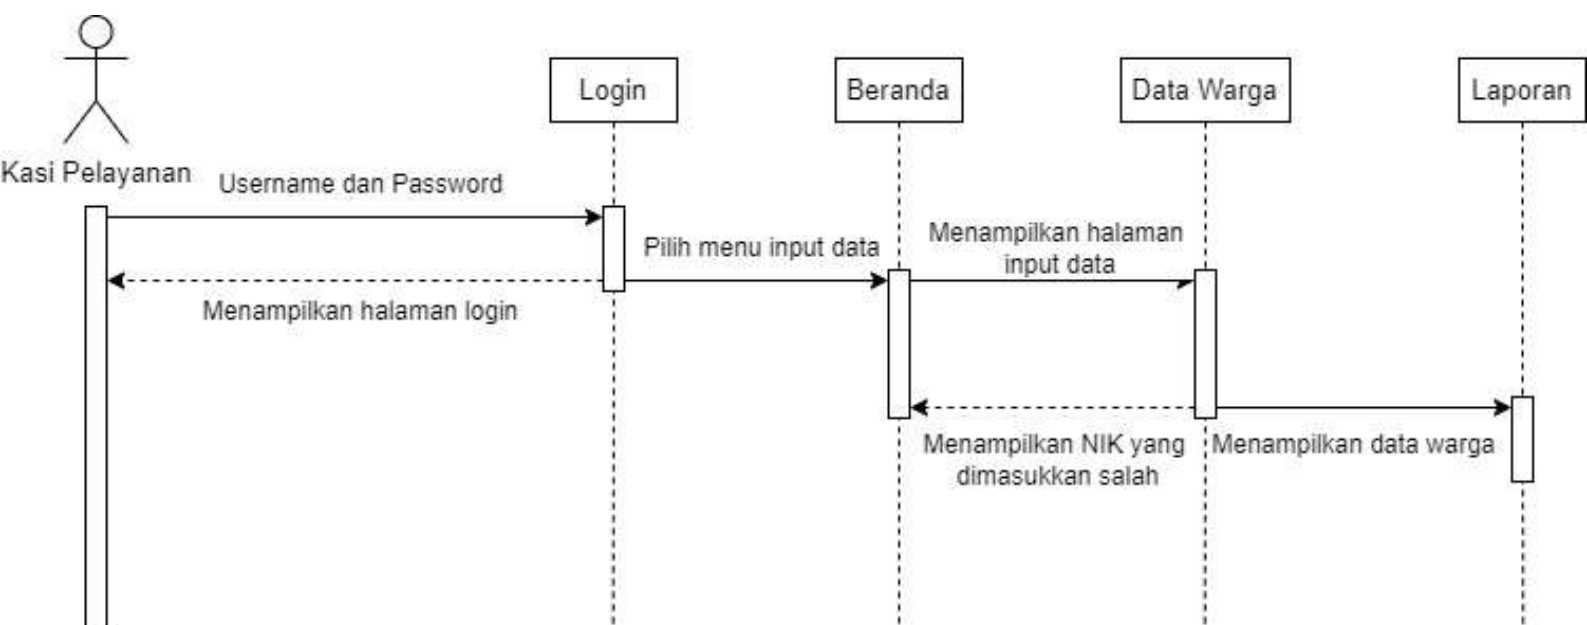 Login
Beranda
Data Warga
Laporan
Kasi Pelayanan
Username dan Password
Pilih menu input data
Menampilkan halaman
input data
Menampilkan halaman login
Menampilkan NIK yang
dimasukkan salah
Menampilkan data warga